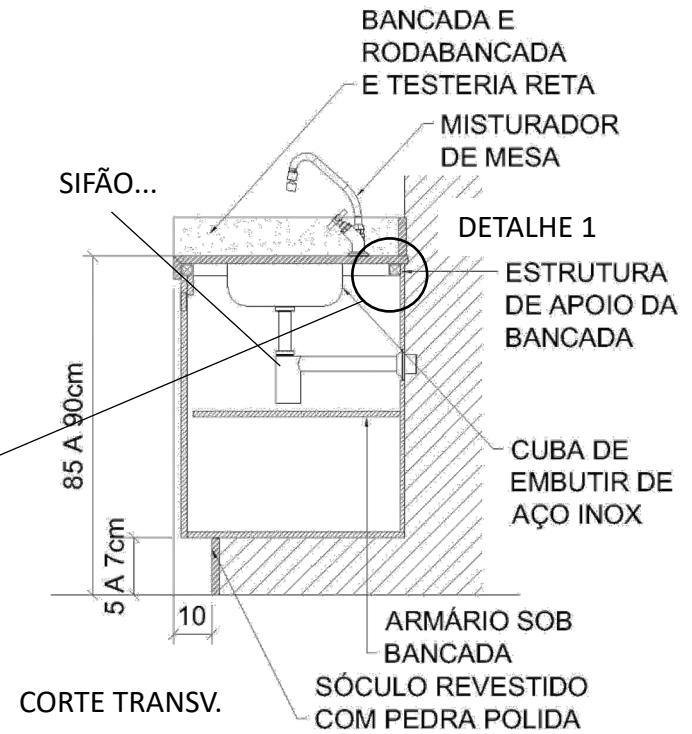 BANCADA E
RODABANCADA
E TESTERIA RETA
MISTURADOR
DE MESA
SIFÃO...
DETALHE 1
ESTRUTURA
DE APOIO DA
BANCADA
85 A 90cm
CUBA DE
EMBUTIR DE
AÇO INOX
5 A 7cm
10
ARMÁRIO SOB
BANCADA
CORTE TRANSV.
SÓCULO REVESTIDO
COM PEDRA POLIDA